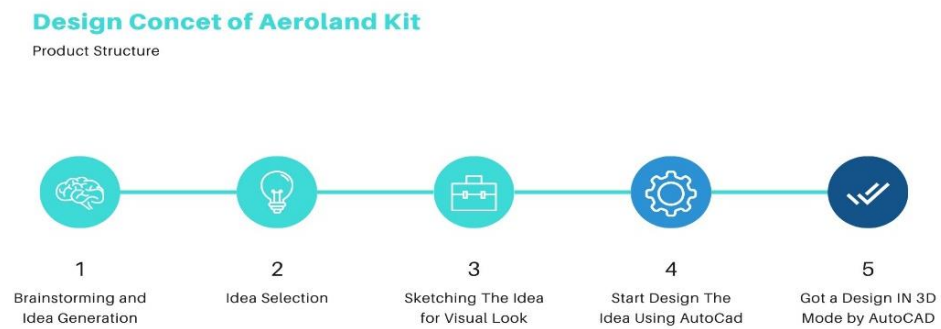 Design Concet of Aeroland Kit
Product Structure
1
Brainstorming and
Idea Generation
2
Idea Selection
3
Sketching The Idea
for Visual Look
4
Start Design The
Idea Using AutoCad
5
Got a Design IN 3D
Mode by AutoCAD